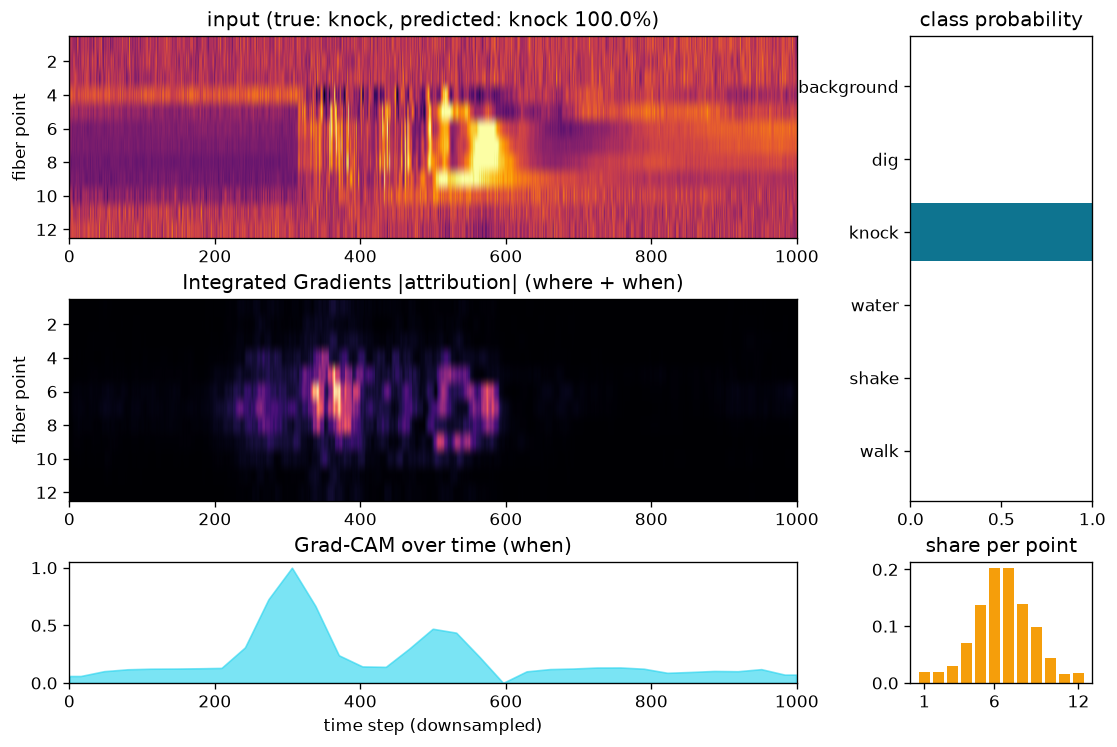 input (true: knock, predicted: knock 100.0%)
fiber point
2
4
6
8
10
12
0 200 400 600 800 1000
class probability
background
dig
knock
water
shake
walk
0.0 0.5 1.0
Integrated Gradients |attribution| (where + when)
fiber point
2
4
6
8
10
12
0 200 400 600 800 1000
Grad-CAM over time (when)
1.0
0.5
0.0
0 200 400 600 800 1000
time step (downsampled)
share per point
0.2
0.1
0.0
1 6 12